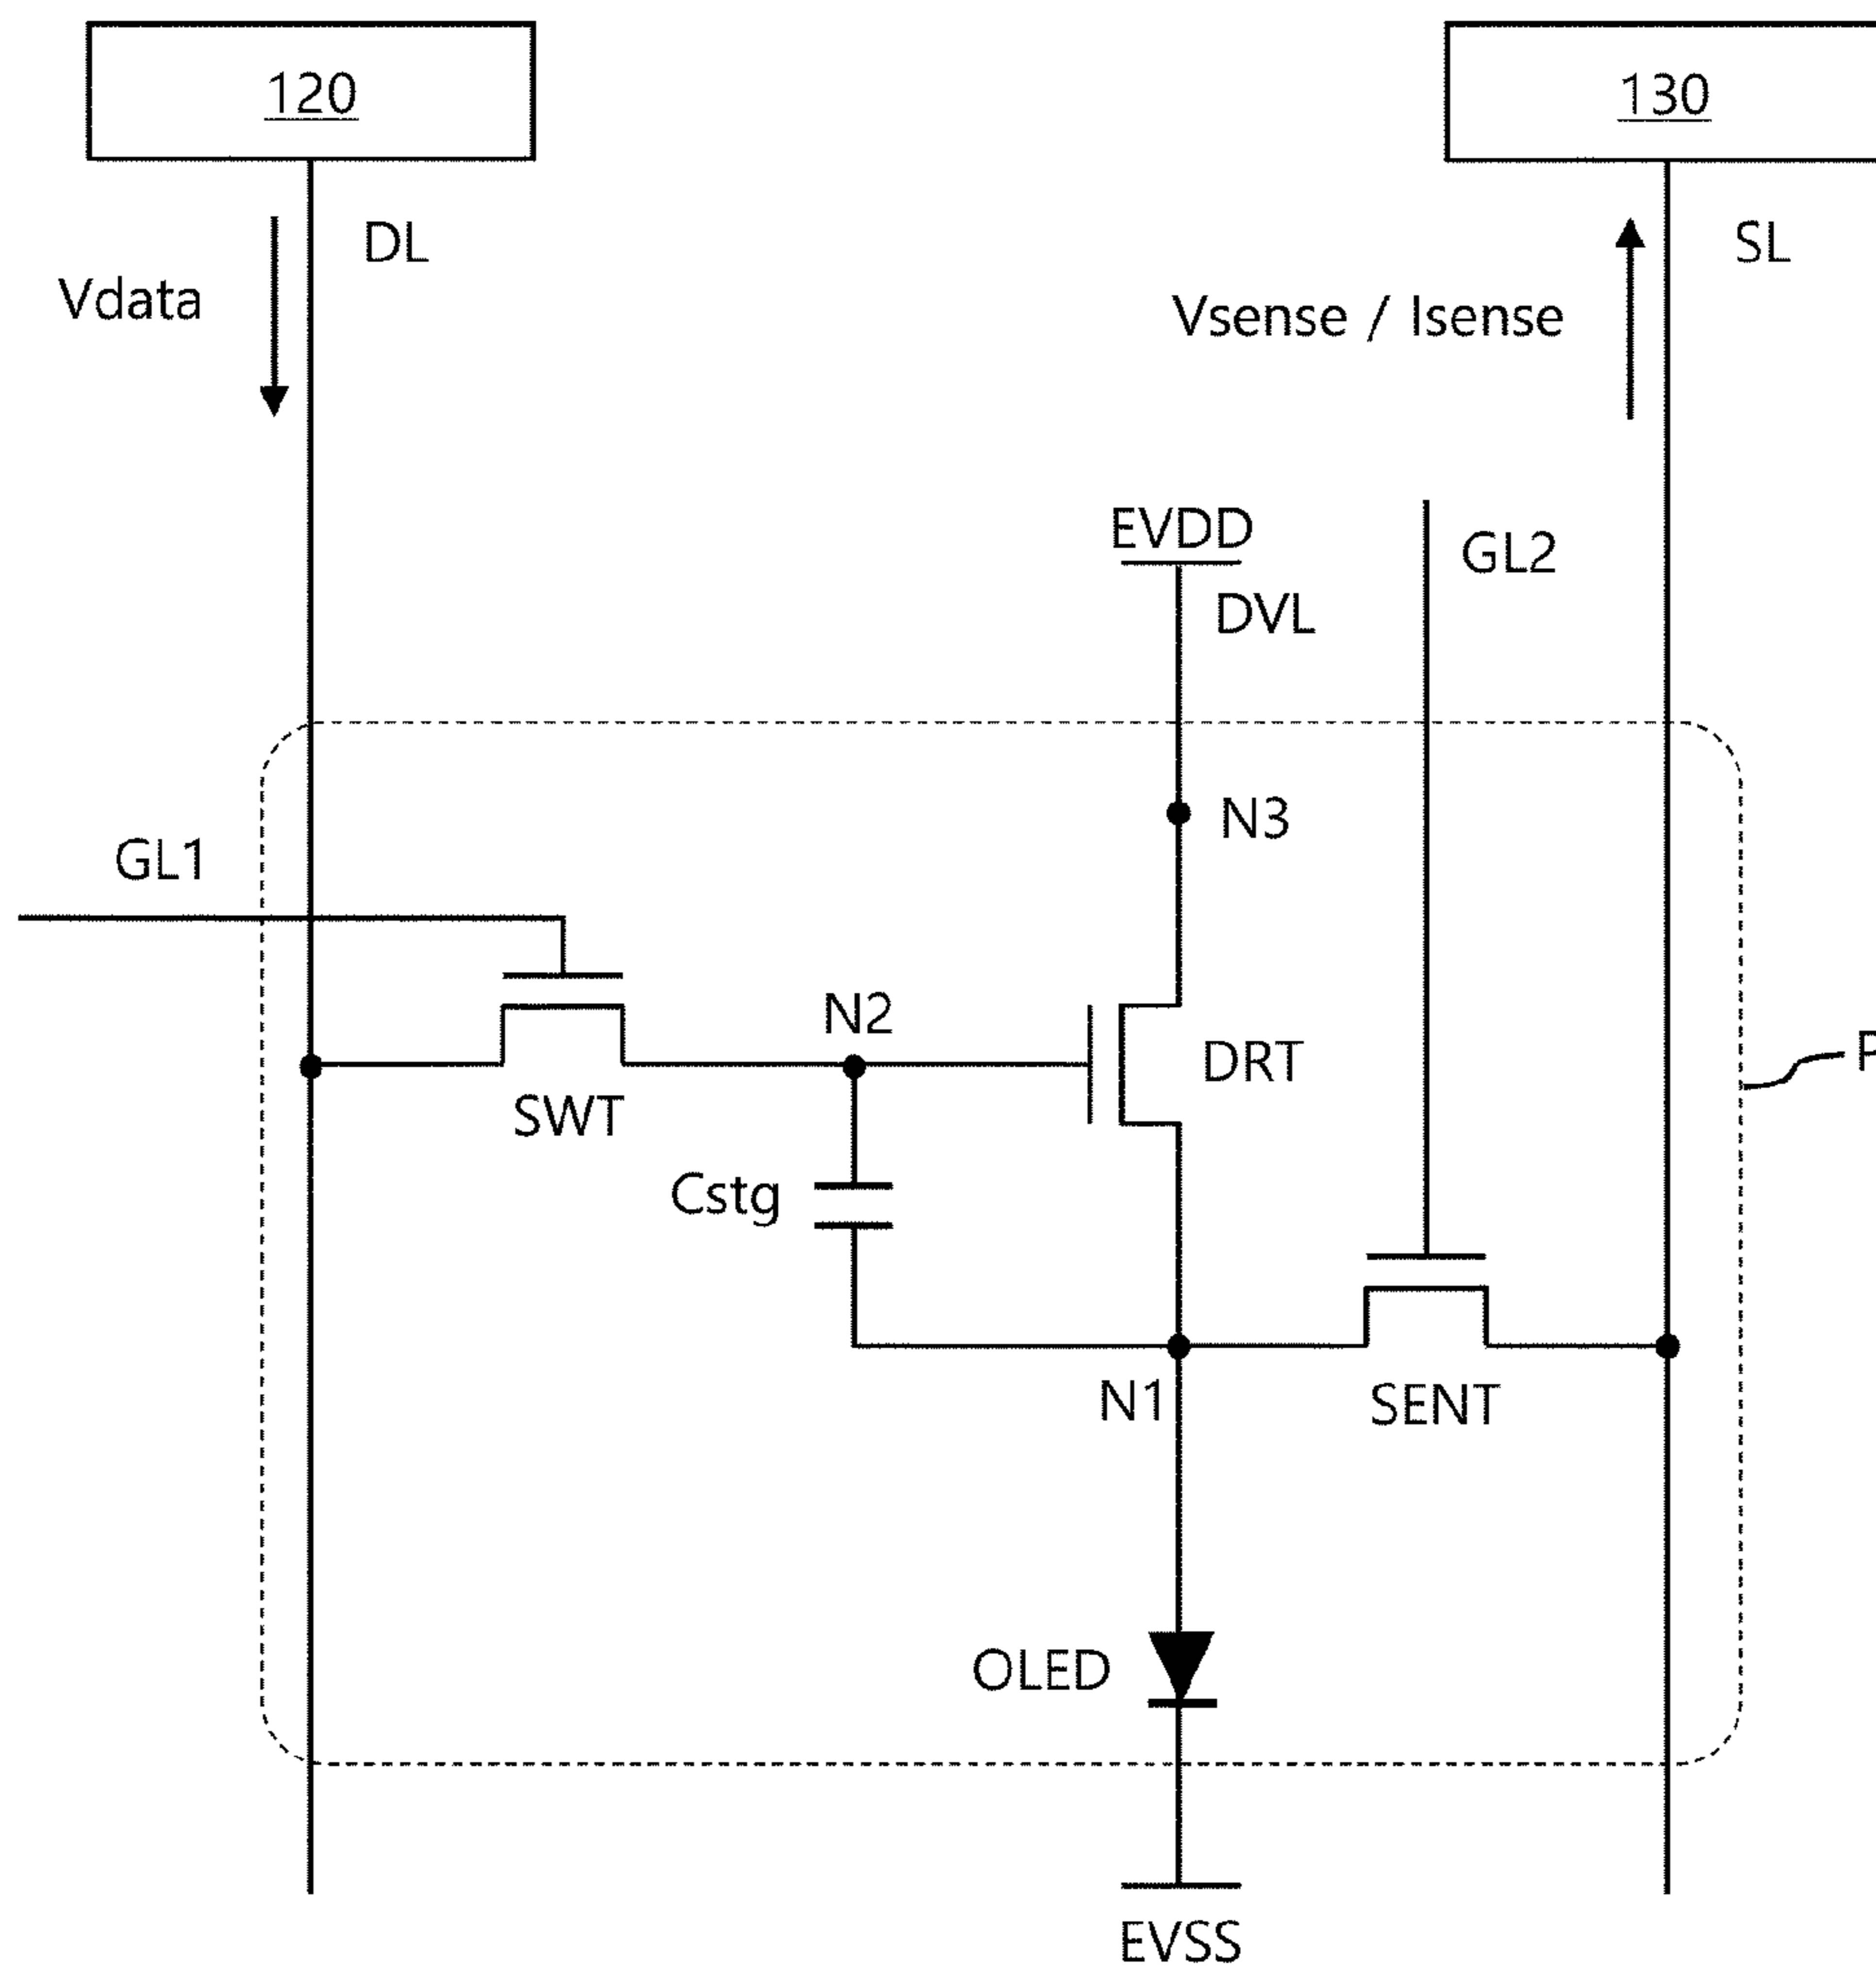 120
130
DL
SL
Vdata
Vsense / Isense
EVDD
GL2
DVL
N3
GL1
N2
DRT
P
SWT
Cstg
N1
SENT
OLED
EVSS